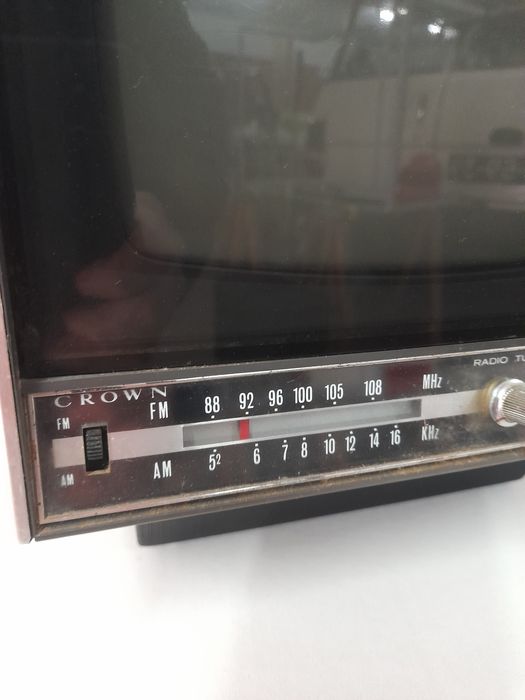 RADIO TU
CROWN
FM 88 92 96 100 105 108 MHz
FM
AM 5² 6 7 8 10 12 14 16 KHz
AM